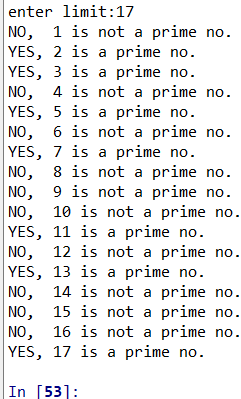 enter limit:17
NO,  1 is not a prime no.
YES, 2 is a prime no.
YES, 3 is a prime no.
NO,  4 is not a prime no.
YES, 5 is a prime no.
NO,  6 is not a prime no.
YES, 7 is a prime no.
NO,  8 is not a prime no.
NO,  9 is not a prime no.
NO,  10 is not a prime no.
YES, 11 is a prime no.
NO,  12 is not a prime no.
YES, 13 is a prime no.
NO,  14 is not a prime no.
NO,  15 is not a prime no.
NO,  16 is not a prime no.
YES, 17 is a prime no.
In [53]: